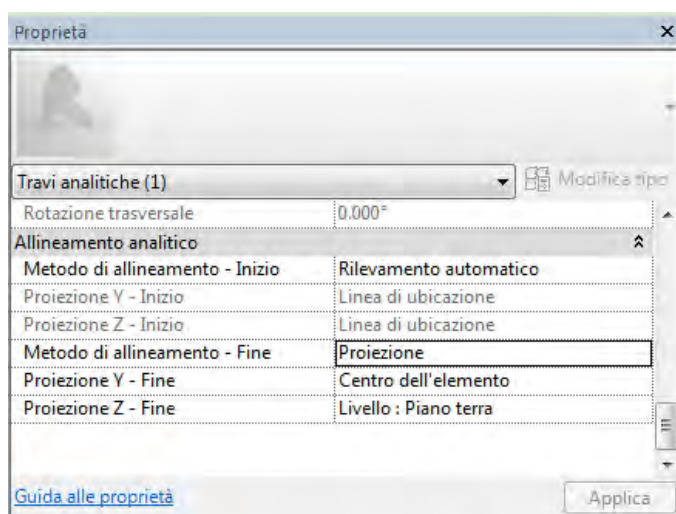 Proprietà
Travi analitiche (1) Modifica tipo
Rotazione trasversale 0.000°
Allineamento analitico
Metodo di allineamento - Inizio Rilevamento automatico
Proiezione Y - Inizio Linea di ubicazione
Proiezione Z - Inizio Linea di ubicazione
Metodo di allineamento - Fine Proiezione
Proiezione Y - Fine Centro dell'elemento
Proiezione Z - Fine Livello : Piano terra
Guida alle proprietà Applica